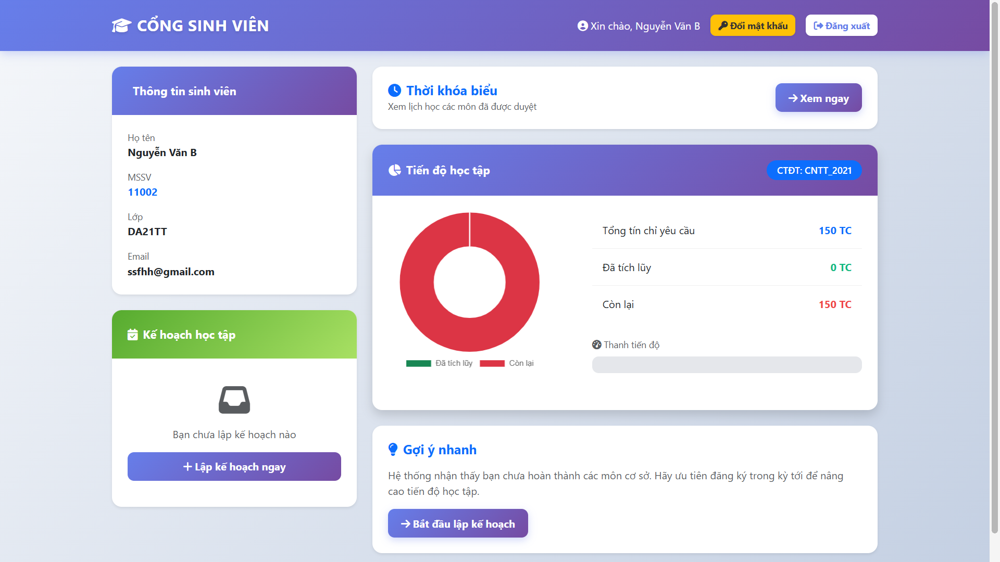 CỔNG SINH VIÊN
Xin chào, Nguyễn Văn B
Đổi mật khẩu
Đăng xuất
Thông tin sinh viên
Họ tên
Nguyễn Văn B
MSSV
11002
Lớp
DA21TT
Email
ssfhh@gmail.com
Kế hoạch học tập
Bạn chưa lập kế hoạch nào
Lập kế hoạch ngay
Thời khóa biểu
Xem lịch học các môn đã được duyệt
Xem ngay
Tiến độ học tập
CTĐT: CNTT_2021
Đã tích lũy
Còn lại
Tổng tín chỉ yêu cầu
150 TC
Đã tích lũy
0 TC
Còn lại
150 TC
Thanh tiến độ
Gợi ý nhanh
Hệ thống nhận thấy bạn chưa hoàn thành các môn cơ sở. Hãy ưu tiên đăng ký trong kỳ tới để nâng
cao tiến độ học tập.
Bắt đầu lập kế hoạch